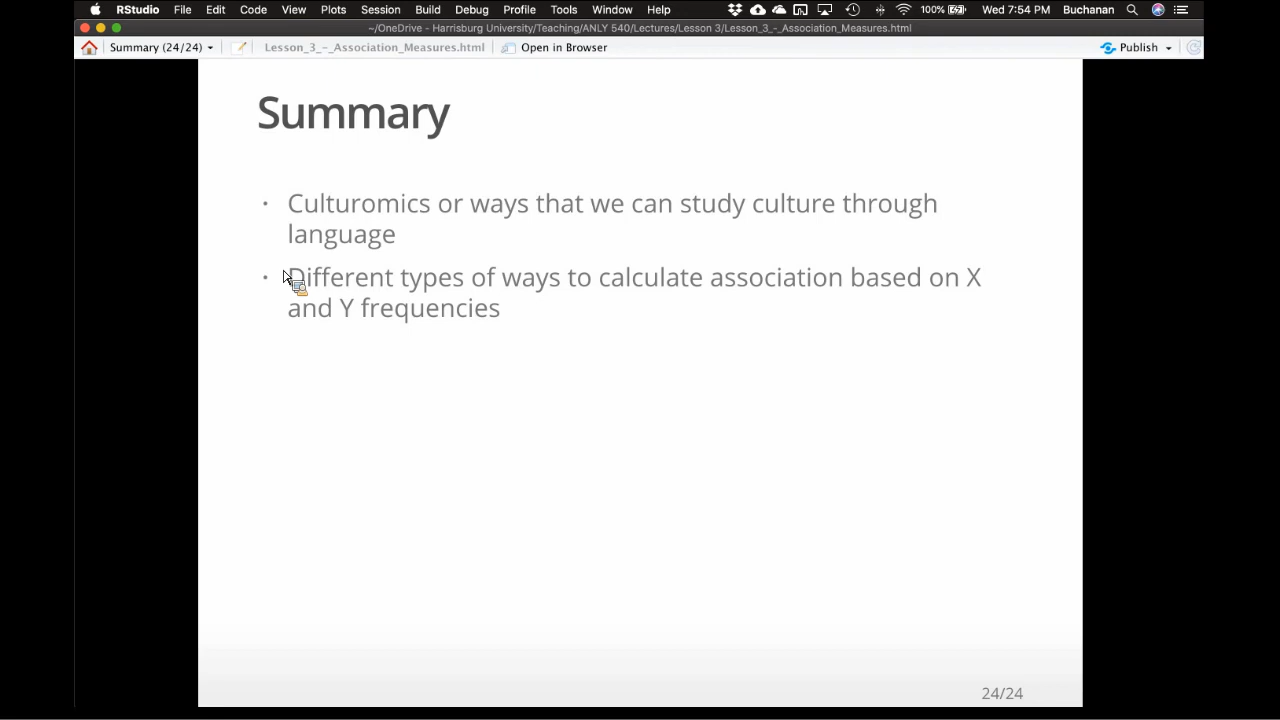 RStudio File Edit Code View Plots Session Build Debug Profile Tools Window Help 100% Wed 7:54 PM Buchanan
~/OneDrive - Harrisburg University/Teaching/ANLY 540/Lectures/Lesson 3/Lesson_3_-_Association_Measures.html
Summary (24/24) Lesson_3_-_Association_Measures.html Open in Browser Publish
Summary
• Culturomics or ways that we can study culture through
language
• Different types of ways to calculate association based on X
and Y frequencies
24/24